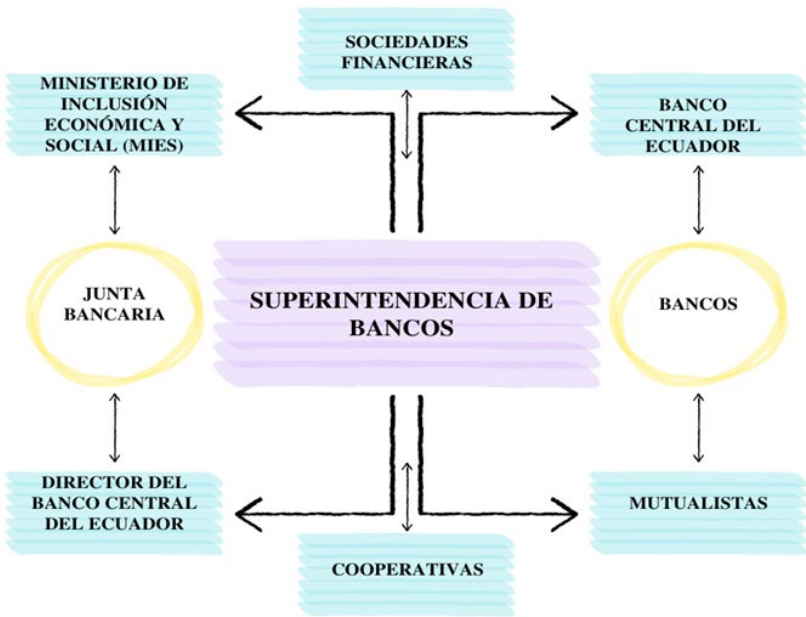 SOCIEDADES
FINANCIERAS
MINISTERIO DE
INCLUSIÓN
ECONÓMICA Y
SOCIAL (MIES)
BANCO
CENTRAL DEL
ECUADOR
JUNTA
BANCARIA
SUPERINTENDENCIA DE
BANCOS
BANCOS
DIRECTOR DEL
BANCO CENTRAL
DEL ECUADOR
MUTUALISTAS
COOPERATIVAS